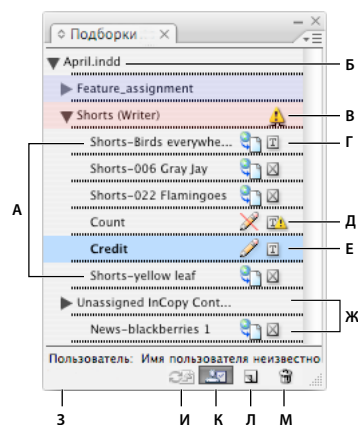 Подборки
April.indd
Б
Feature_assignment
Shorts (Writer)
В
Shorts-Birds everywhe...
Г
Shorts-006 Gray Jay
А
Shorts-022 Flamingoes
Count
Д
Credit
Е
Shorts-yellow leaf
Unassigned InCopy Cont...
Ж
News-blackberries 1
Пользователь: Имя пользователя неизвестно
З И К Л М